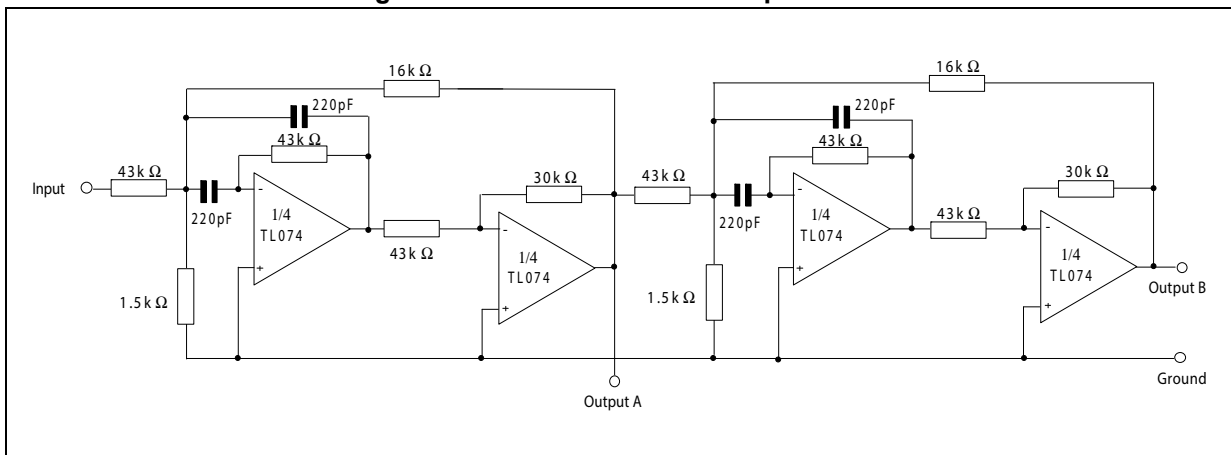 16k Ω
16k Ω
220pF
220pF
43k Ω
43k Ω
43k Ω
30k Ω
43k Ω
30k Ω
Input
220pF
-
1/4
TL074
+
43k Ω
-
1/4
TL074
+
220pF
-
1/4
TL074
+
43k Ω
-
1/4
TL074
+
1.5k Ω
1.5k Ω
Output B
Output A
Ground